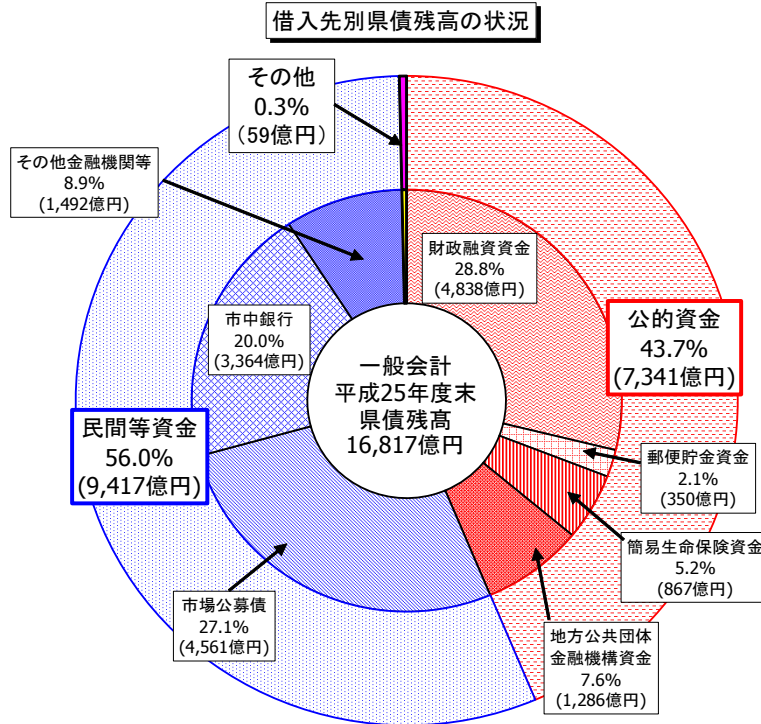 借入先別県債残高の状況
その他
0.3%
(59億円)
その他金融機関等
8.9%
(1,492億円)
財政融資資金
28.8%
(4,838億円)
市中銀行
20.0%
(3,364億円)
公的資金
43.7%
(7,341億円)
一般会計
平成25年度末
県債残高
16,817億円
民間等資金
56.0%
(9,417億円)
郵便貯金資金
2.1%
(350億円)
簡易生命保険資金
5.2%
(867億円)
市場公募債
27.1%
(4,561億円)
地方公共団体
金融機構資金
7.6%
(1,286億円)